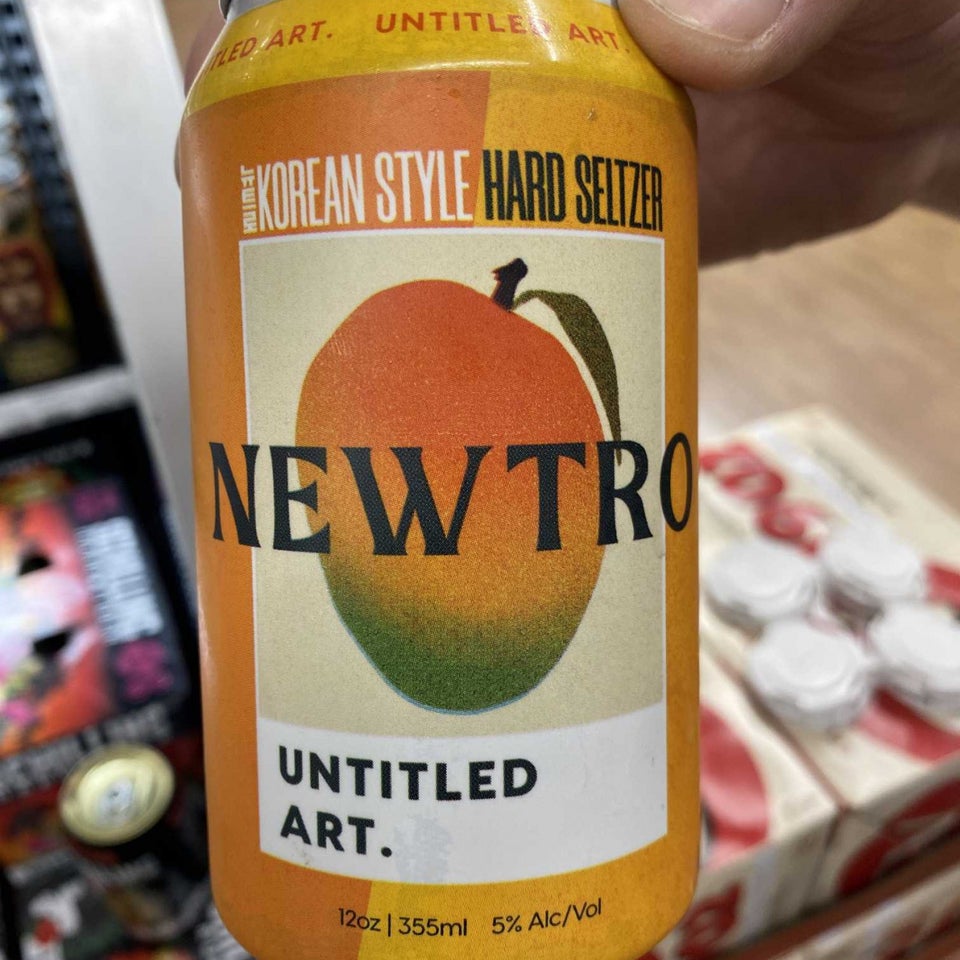 TLED ART. UNTITLED ART.
KOREAN STYLE HARD SELTZER
NEWTRO
UNTITLED
ART.
12oz | 355ml 5% Alc/Vol